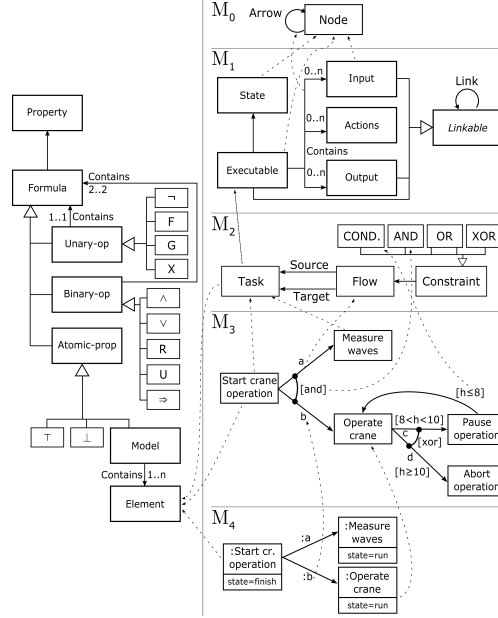 Property
Formula
Contains
2..2
1..1
Contains
Unary-op
¬
F
G
X
Binary-op
∧
∨
R
U
⇒
Atomic-prop
⊤
⊥
Model
Contains
1..n
Element
M0
Arrow
Node
M1
State
Executable
0..n
Input
0..n
Actions
Contains
0..n
Output
Link
Linkable
M2
COND.
AND
OR
XOR
Task
Source
Target
Flow
Constraint
M3
Start crane
operation
a
[and]
b
Measure
waves
Operate
crane
[h≤8]
[8<h<10]
c
[xor]
d
[h≥10]
Pause
operation
Abort
operation
M4
:Start cr.
operation
state=finish
:a
:b
:Measure
waves
state=run
:Operate
crane
state=run